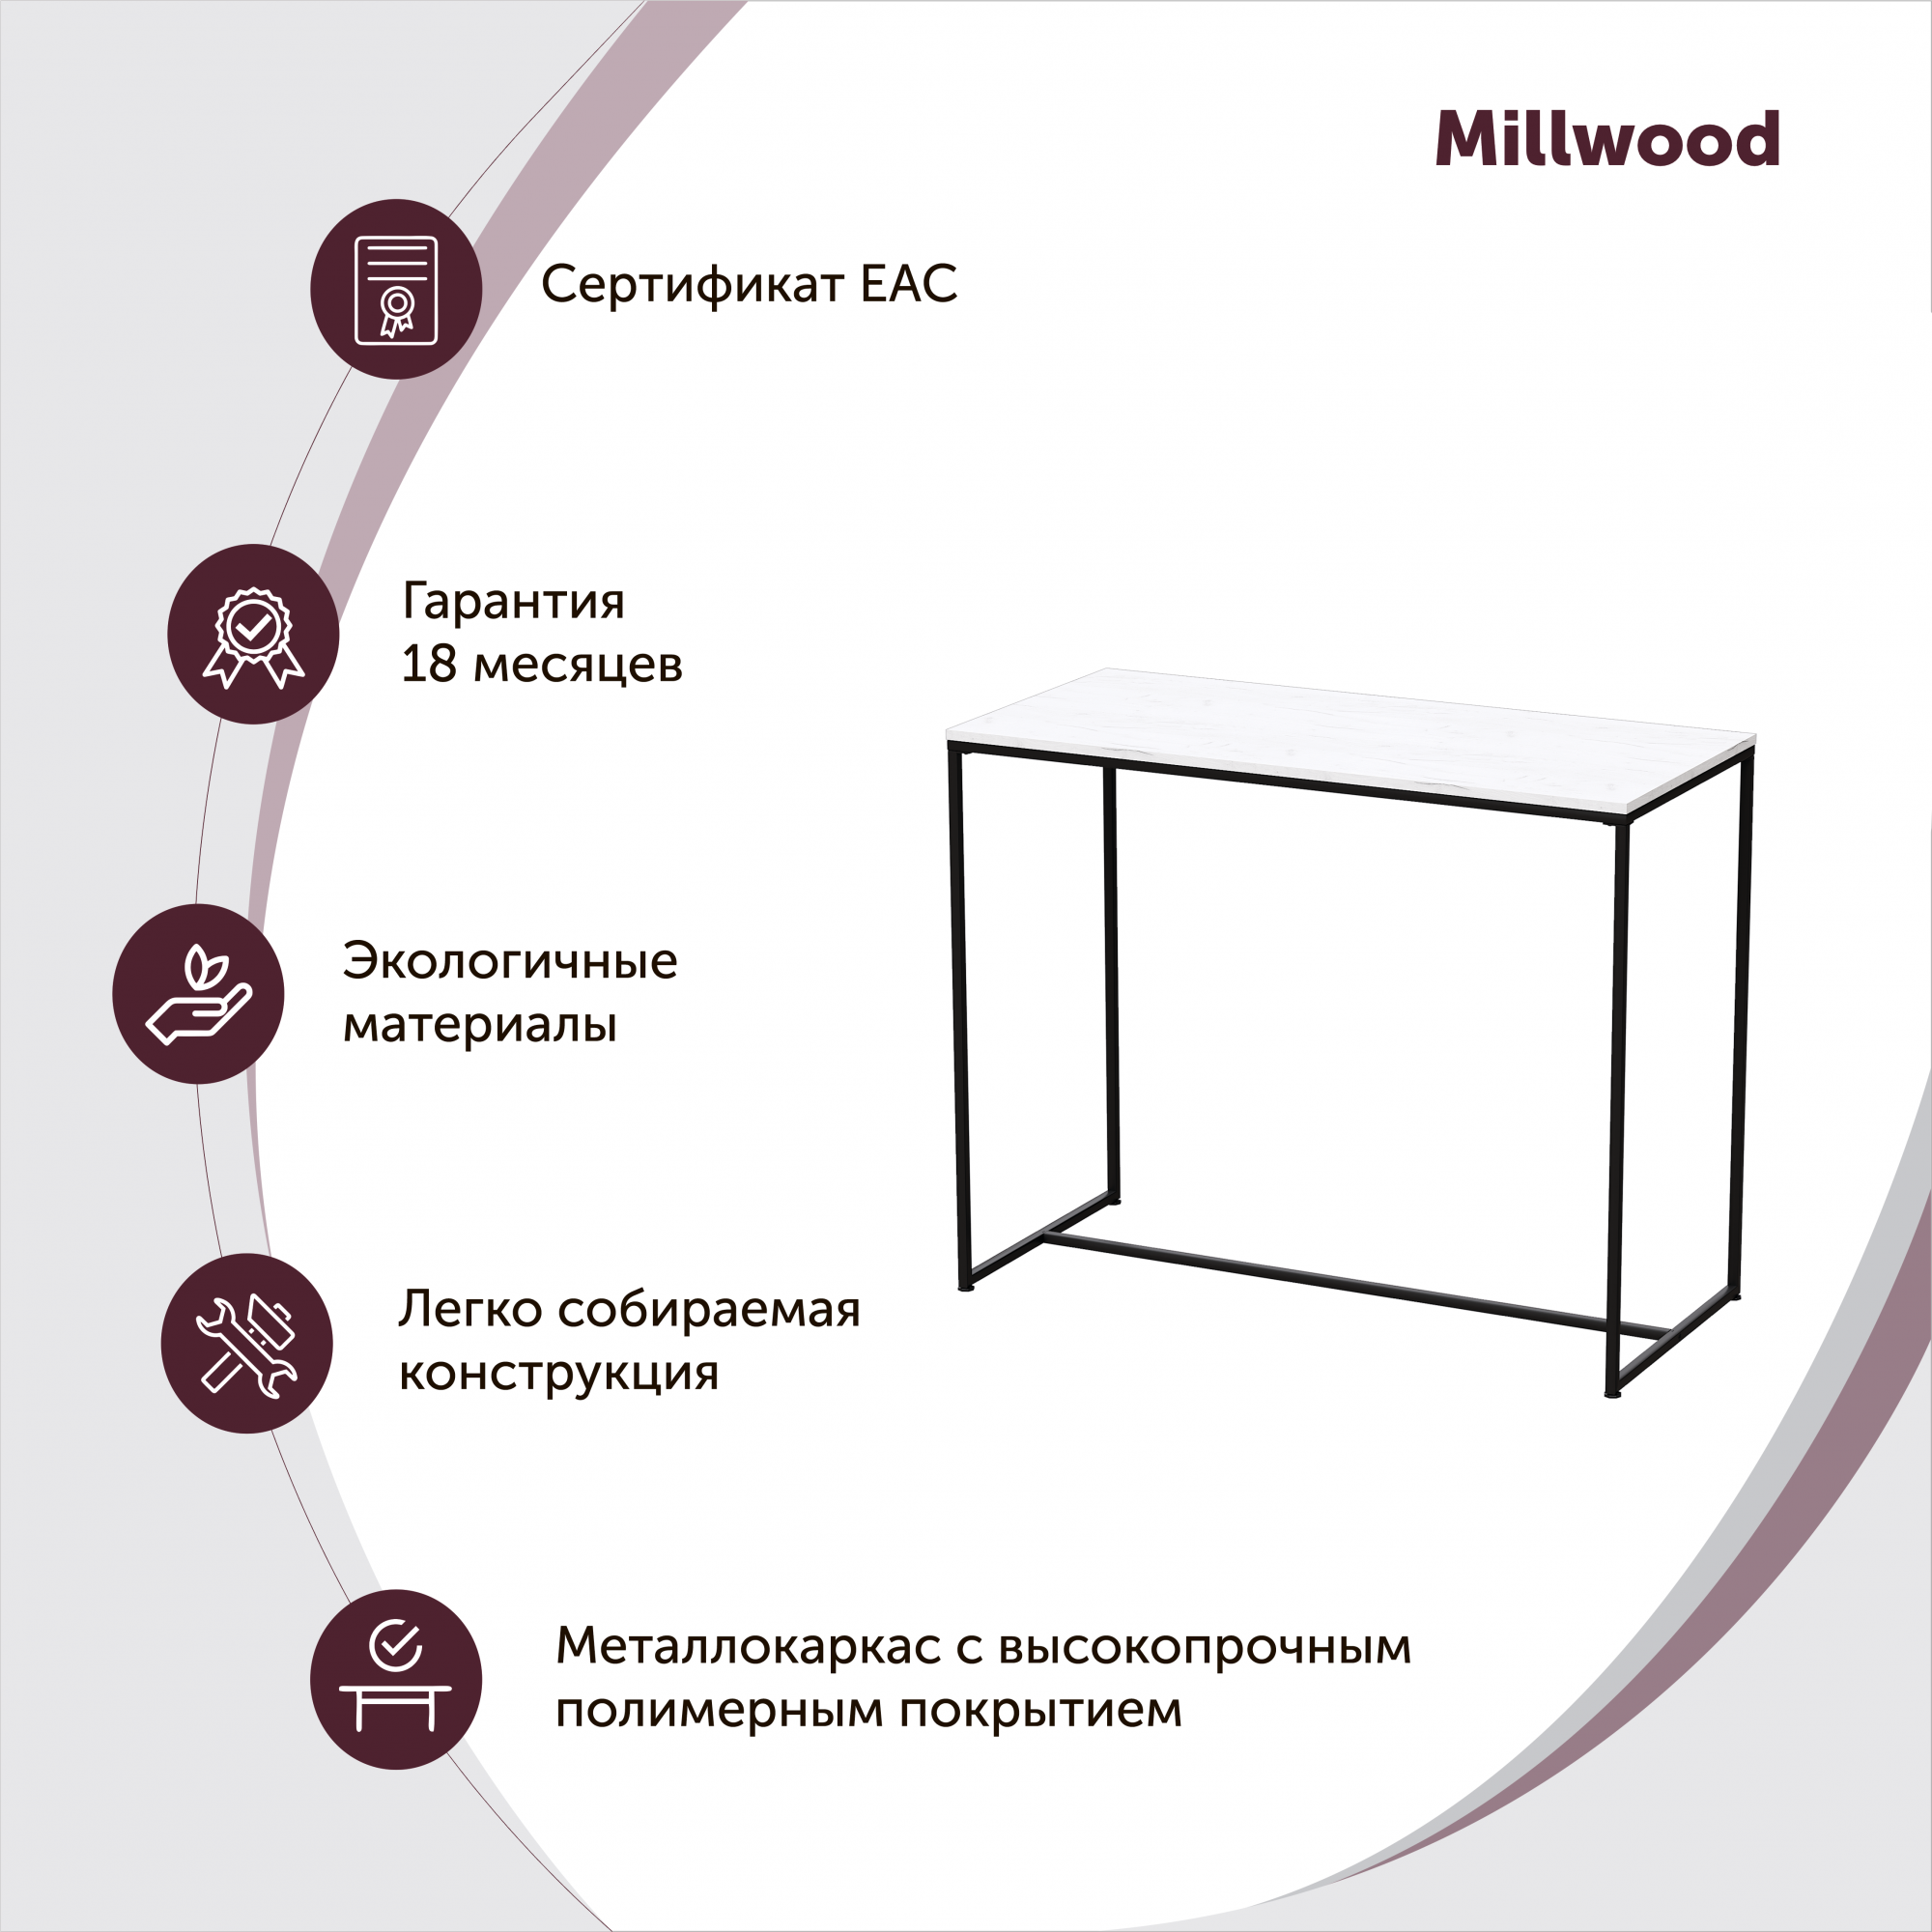 Millwood
Сертификат ЕАС
Гарантия
18 месяцев
Экологичные
материалы
Легко собираемая
конструкция
Металлокаркас с высокопрочным
полимерным покрытием